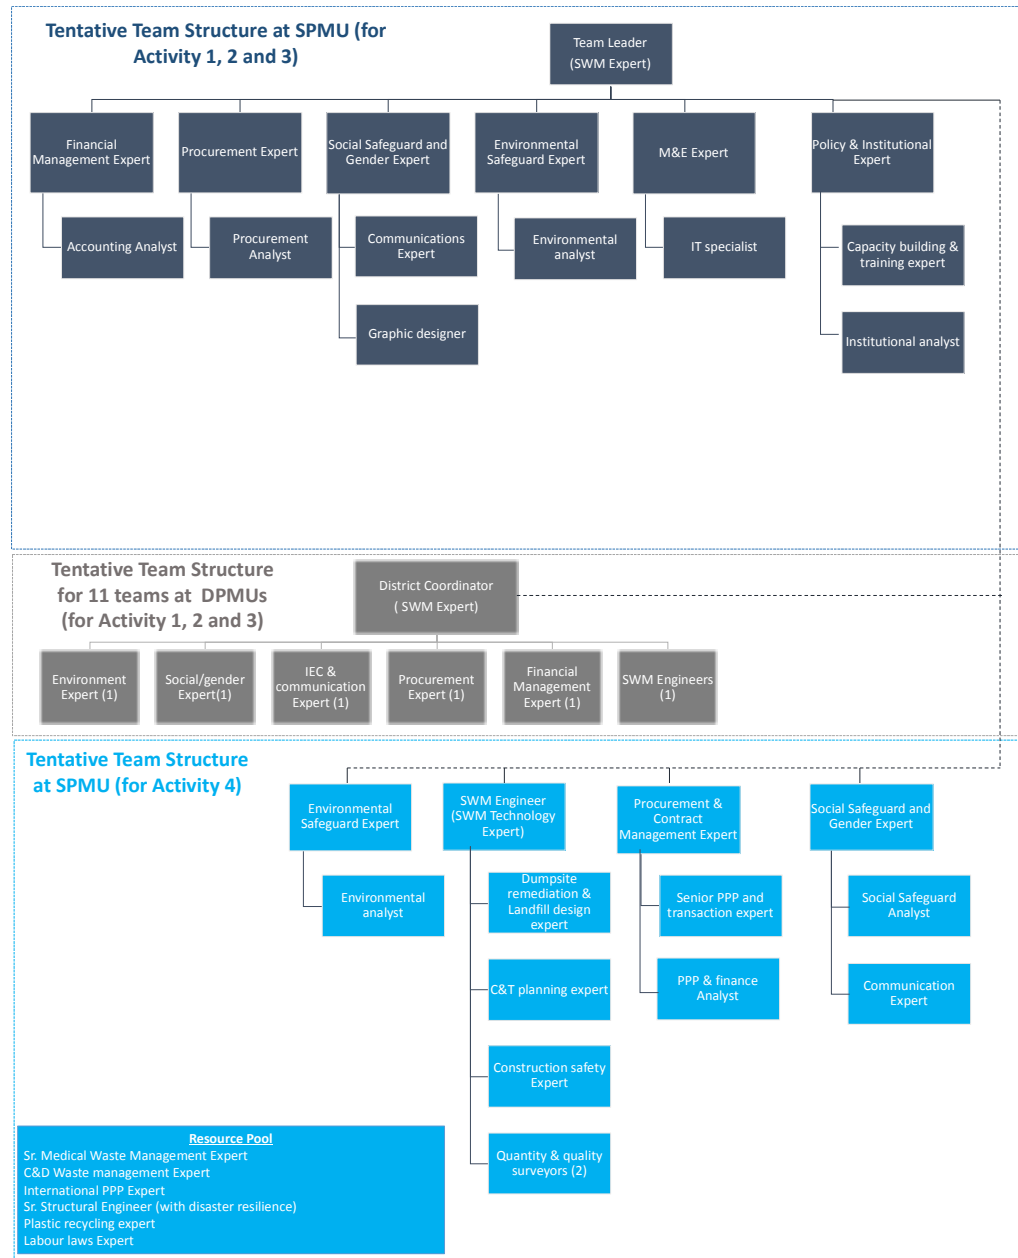 Tentative Team Structure at SPMU (for
Activity 1, 2 and 3)
Team Leader
(SWM Expert)
Financial
Management Expert
Procurement Expert
Social Safeguard and
Gender Expert
Environmental
Safeguard Expert
M&E Expert
Policy & Institutional
Expert
Accounting Analyst
Procurement
Analyst
Communications
Expert
Environmental
analyst
IT specialist
Capacity building &
training expert
Graphic designer
Institutional analyst
Tentative Team Structure
for 11 teams at DPMUs
(for Activity 1, 2 and 3)
District Coordinator
( SWM Expert)
Environment
Expert (1)
Social/gender
Expert(1)
IEC &
communication
Expert (1)
Procurement
Expert (1)
Financial
Management
Expert (1)
SWM Engineers
(1)
Tentative Team Structure
at SPMU (for Activity 4)
Environmental
Safeguard Expert
SWM Engineer
(SWM Technology
Expert)
Procurement &
Contract
Management Expert
Social Safeguard and
Gender Expert
Environmental
analyst
Dumpsite
remediation &
Landfill design
expert
Senior PPP and
transaction expert
Social Safeguard
Analyst
C&T planning expert
PPP & finance
Analyst
Communication
Expert
Construction safety
Expert
Quantity & quality
surveyors (2)
Resource Pool
Sr. Medical Waste Management Expert
C&D Waste management Expert
International PPP Expert
Sr. Structural Engineer (with disaster resilience)
Plastic recycling expert
Labour laws Expert